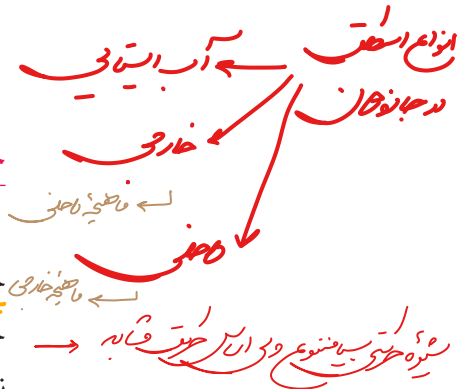 انواع اسکلت در جانوران
← آب ایستایی
← خارجی
← ماهیچه داخلی
← داخلی
← ماهیچه خارجی
شیوه حرکتی بسیار متنوع ولی اساس حرکت مشابه ←